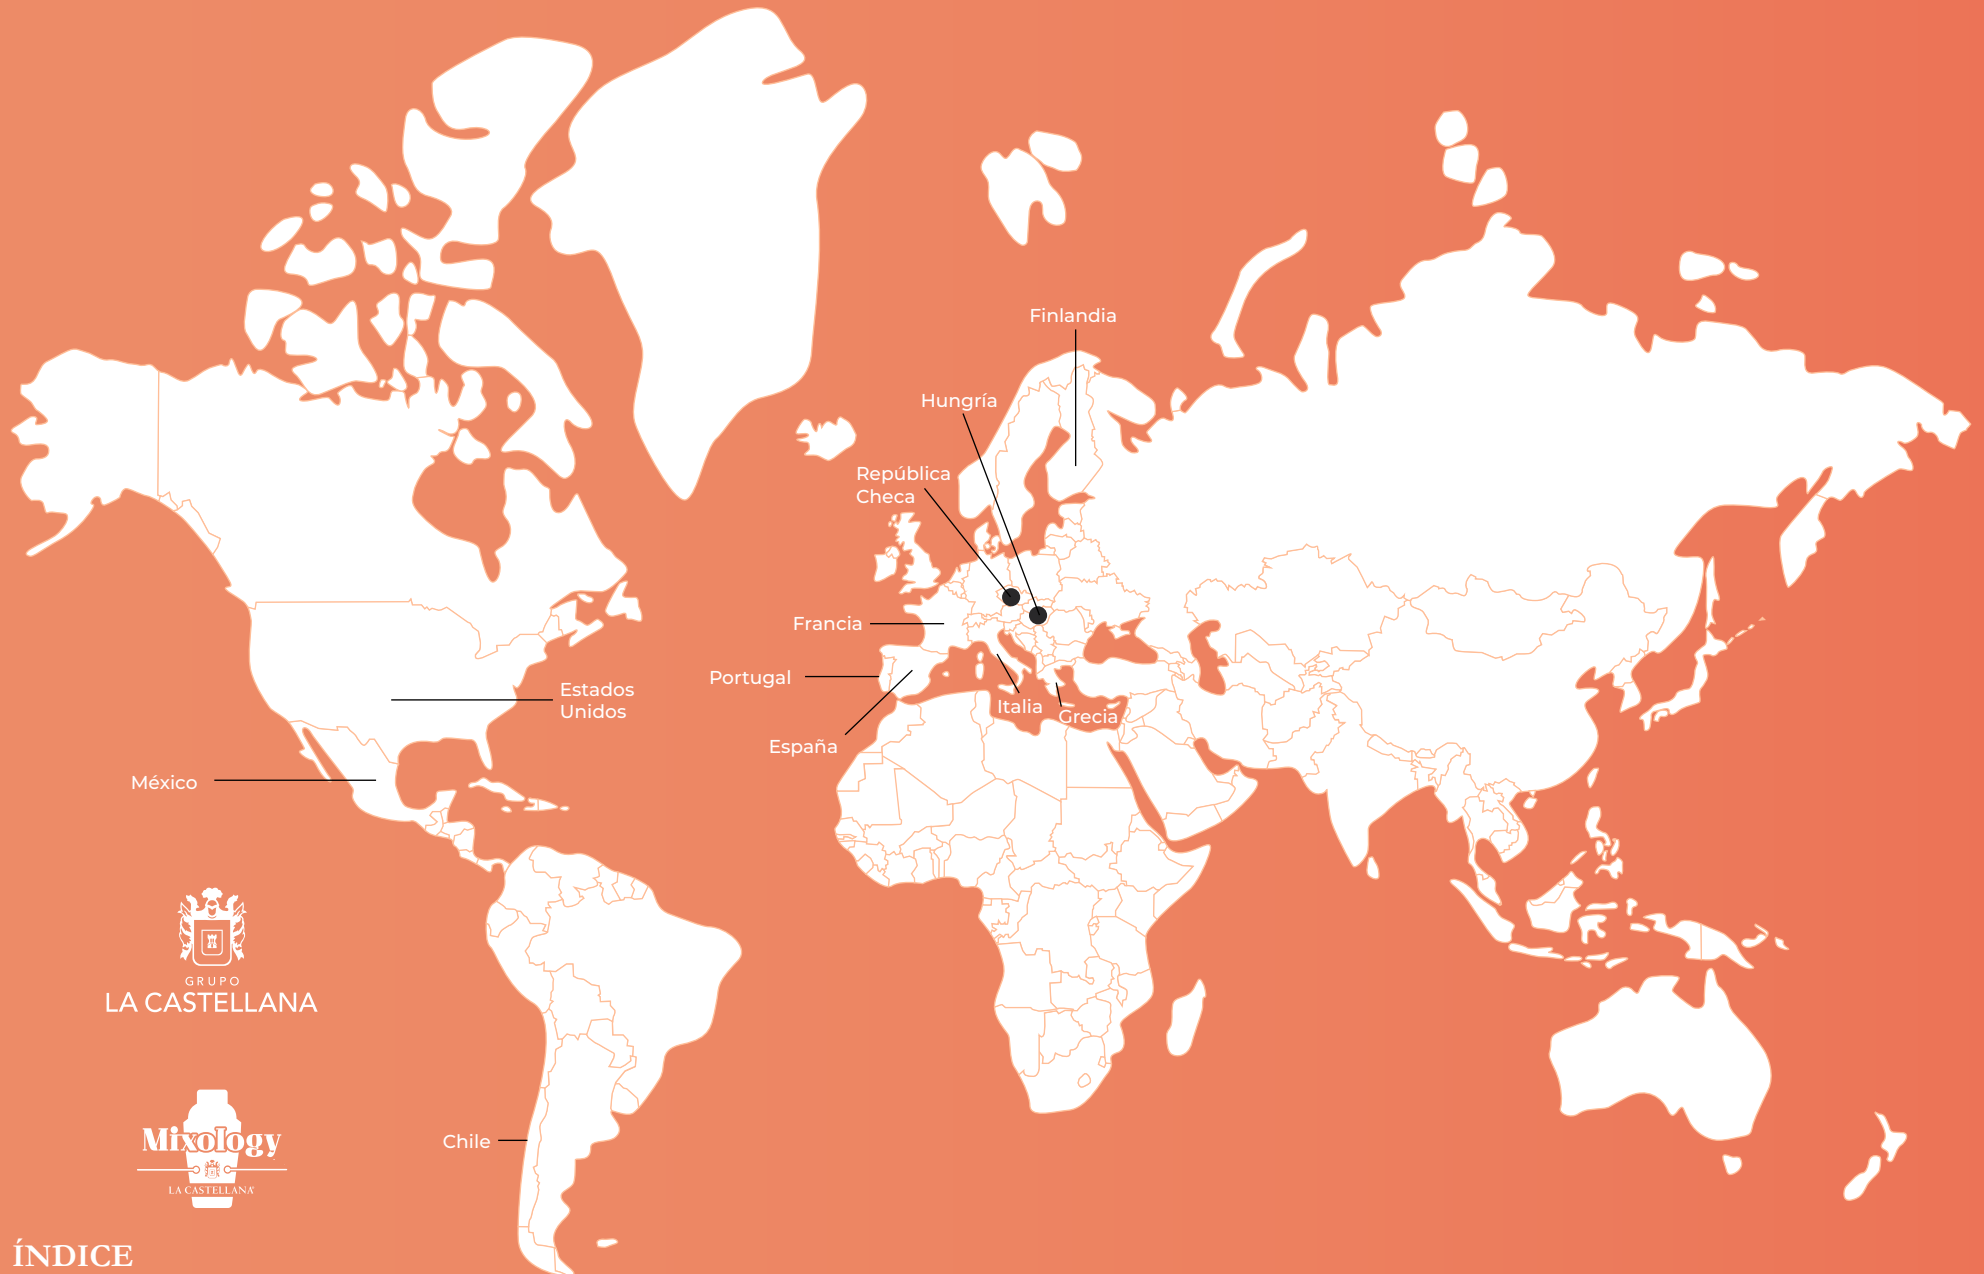 Finlandia
Hungría
República
Checa
Francia
Portugal
Estados
Unidos
Italia
Grecia
España
México
GRUPO
LA CASTELLANA
Mixology
LA CASTELLANA
Chile
ÍNDICE